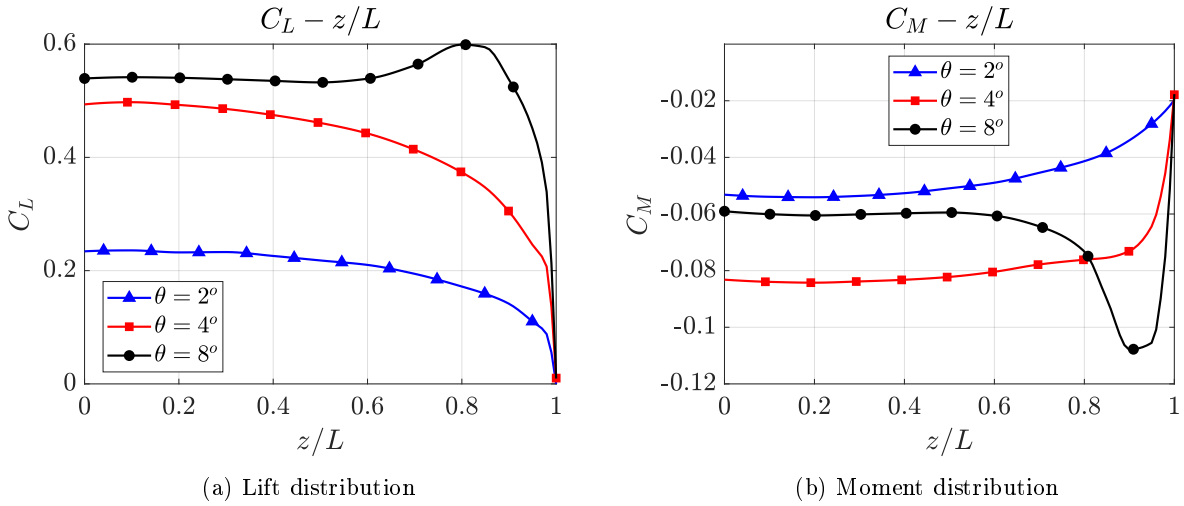 C_L − z/L
C_L
0.6
0.4
0.2
0
θ = 2^o
θ = 4^o
θ = 8^o
0 0.2 0.4 0.6 0.8 1
z/L
(a) Lift distribution
C_M − z/L
C_M
-0.02
-0.04
-0.06
-0.08
-0.1
-0.12
θ = 2^o
θ = 4^o
θ = 8^o
0 0.2 0.4 0.6 0.8 1
z/L
(b) Moment distribution